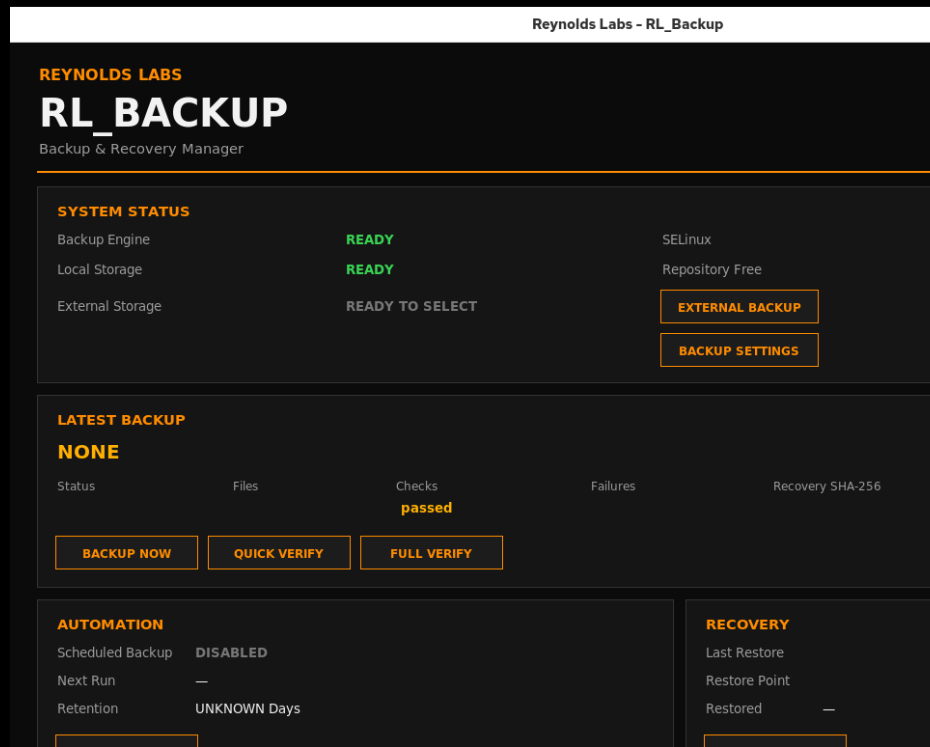 Reynolds Labs - RL_Backup
REYNOLDS LABS
RL_BACKUP
Backup & Recovery Manager
SYSTEM STATUS
Backup Engine READY SELinux
Local Storage READY Repository Free
External Storage READY TO SELECT EXTERNAL BACKUP
BACKUP SETTINGS
LATEST BACKUP
NONE
Status Files Checks Failures Recovery SHA-256
passed
BACKUP NOW QUICK VERIFY FULL VERIFY
AUTOMATION
Scheduled Backup DISABLED
Next Run —
Retention UNKNOWN Days
RECOVERY
Last Restore
Restore Point
Restored —